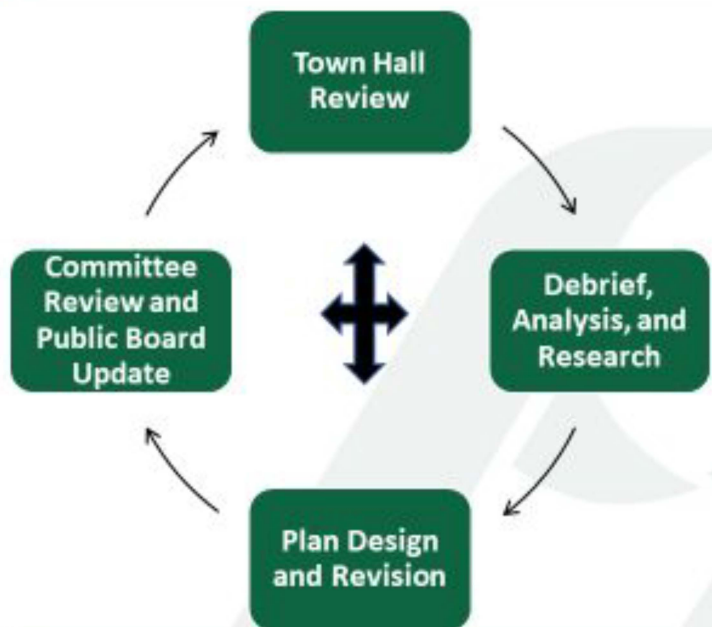 Town Hall
Review
Committee
Review and
Public Board
Update
Debrief,
Analysis, and
Research
Plan Design
and Revision